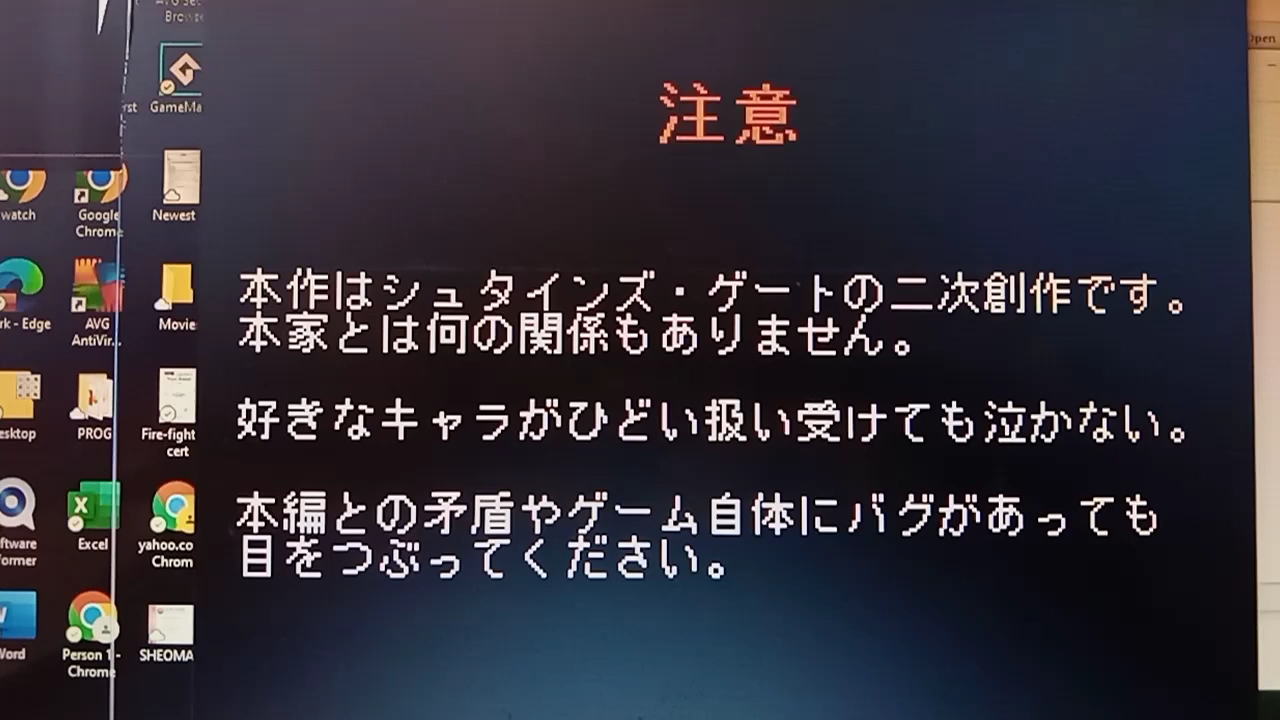 Brows
GameMa
rst
Open
注意
watch
Google
Chrome
Newest
本作はシュタインズ・ゲートの二次創作です。
本家とは何の関係もありません。
rk - Edge
AVG
AntiVir...
Movie
好きなキャラがひどい扱い受けても泣かない。
esktop
PROG
Fire-fight
cert
本編との矛盾やゲーム自体にバグがあっても
目をつぶってください。
ftware
ormer
Excel
yahoo.co
Chrom
Word
Person 1 -
Chrome
SHEOMA